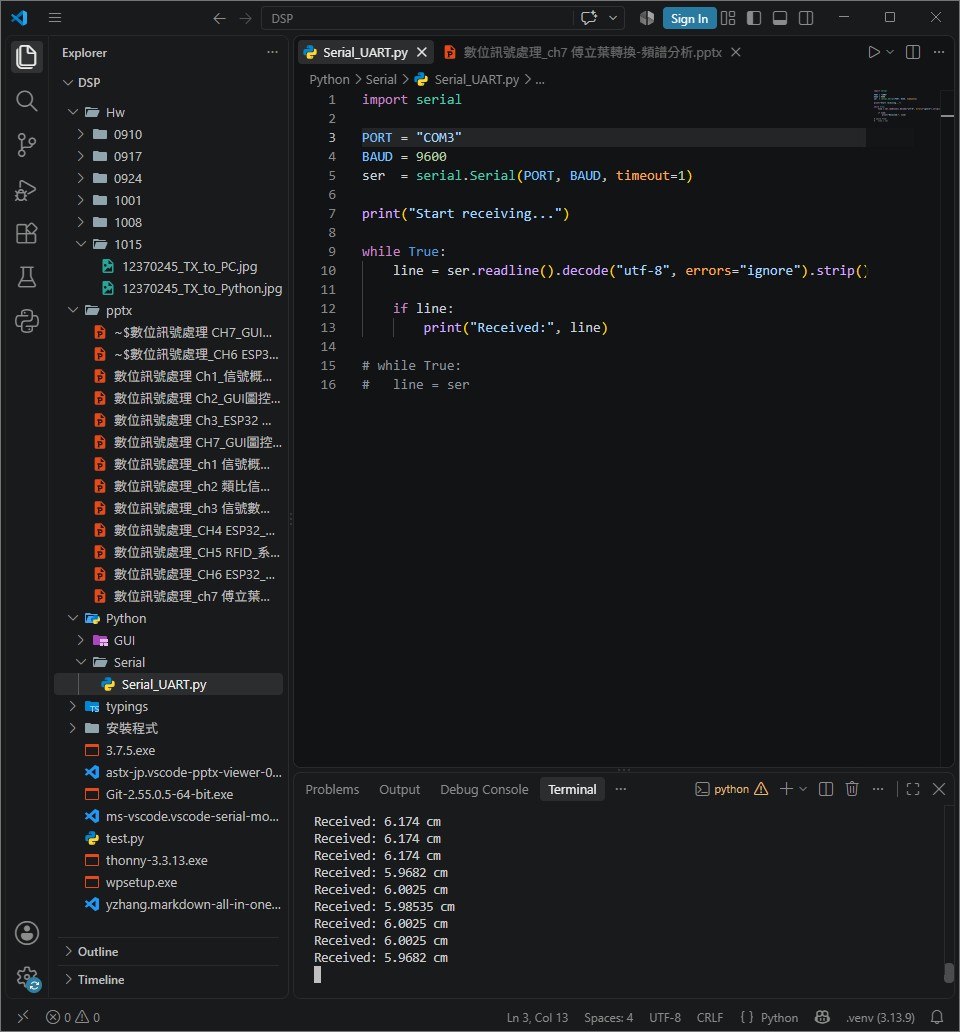 DSP
Sign In
Explorer
DSP
Hw
0910
0917
0924
1001
1008
1015
12370245_TX_to_PC.jpg
12370245_TX_to_Python.jpg
pptx
~$數位訊號處理 CH7_GUI...
~$數位訊號處理_CH6 ESP3...
數位訊號處理 Ch1_信號概...
數位訊號處理 Ch2_GUI圖控...
數位訊號處理 Ch3_ESP32 ...
數位訊號處理 CH7_GUI圖控...
數位訊號處理_ch1 信號概...
數位訊號處理_ch2 類比信...
數位訊號處理_ch3 信號數...
數位訊號處理_CH4 ESP32_...
數位訊號處理_CH5 RFID_系...
數位訊號處理_CH6 ESP32_...
數位訊號處理_ch7 傅立葉...
Python
GUI
Serial
Serial_UART.py
typings
安裝程式
3.7.5.exe
astx-jp.vscode-pptx-viewer-0...
Git-2.55.0.5-64-bit.exe
ms-vscode.vscode-serial-mo...
test.py
thonny-3.3.13.exe
wpsetup.exe
yzhang.markdown-all-in-one...
Outline
Timeline
Serial_UART.py
數位訊號處理_ch7 傅立葉轉換-頻譜分析.pptx
Python > Serial > Serial_UART.py > ...
1 import serial
2
3 PORT = "COM3"
4 BAUD = 9600
5 ser  = serial.Serial(PORT, BAUD, timeout=1)
6
7 print("Start receiving...")
8
9 while True:
10     line = ser.readline().decode("utf-8", errors="ignore").strip()
11
12     if line:
13         print("Received:", line)
14
15 # while True:
16 #   line = ser
Problems Output Debug Console Terminal
python
Received: 6.174 cm
Received: 6.174 cm
Received: 6.174 cm
Received: 5.9682 cm
Received: 6.0025 cm
Received: 5.98535 cm
Received: 6.0025 cm
Received: 6.0025 cm
Received: 5.9682 cm
0 0 Ln 3, Col 13 Spaces: 4 UTF-8 CRLF { } Python .venv (3.13.9)